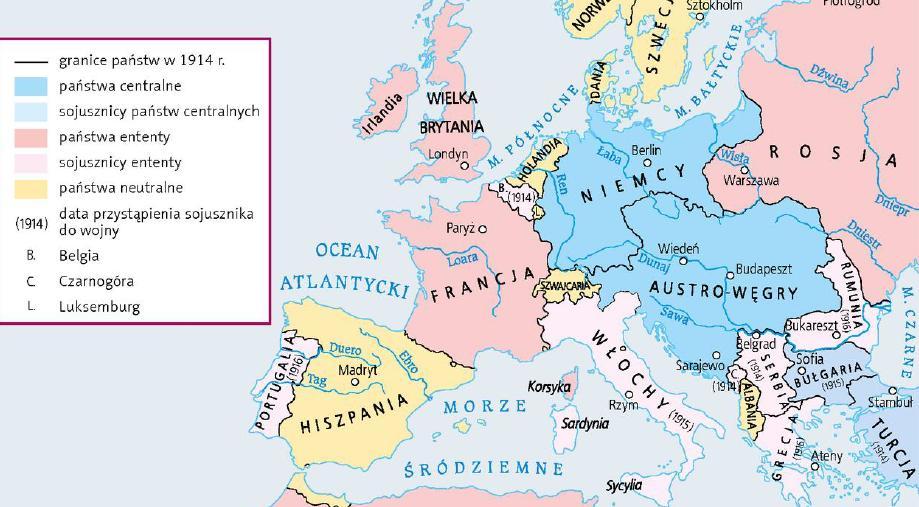 granice państw w 1914 r.
państwa centralne
sojusznicy państw centralnych
państwa ententy
sojusznicy ententy
państwa neutralne
(1914) data przystąpienia sojusznika
do wojny
B. Belgia
C. Czarnogóra
L. Luksemburg
Sztokholm
SZWECJ
Dźwina
M. BAŁTYCKIE
DANIA
M. PÓŁNOCNE
Irlandia
WIELKA
BRYTANIA
Londyn
HOLANDIA
Łaba
Berlin
Wisła
ROSJA
Warszawa
B.
(1914)
Ren
NIEMCY
Dniepr
Dniestr
Paryż
Loara
FRANCJA
OCEAN
ATLANTYCKI
Wiedeń
Dunaj
Budapeszt
AUSTRO-WĘGRY
SZWAJCARIA
Sawa
RUMUNIA
(1916)
Bukareszt
M. CZARNE
PORTUGALIA
(1916)
Duero
Ebro
Madryt
Tag
HISZPANIA
Korsyka
WŁOCHY (1915)
Rzym
Sardynia
MORZE
ŚRÓDZIEMNE
Sycylia
Sarajewo
(1914)
Belgrad
SERBIA
(1914)
ALBANIA
Sofia
BUŁGARIA
(1915)
Stambuł
TURCJA
(1914)
GRECJA
(1916)
Ateny